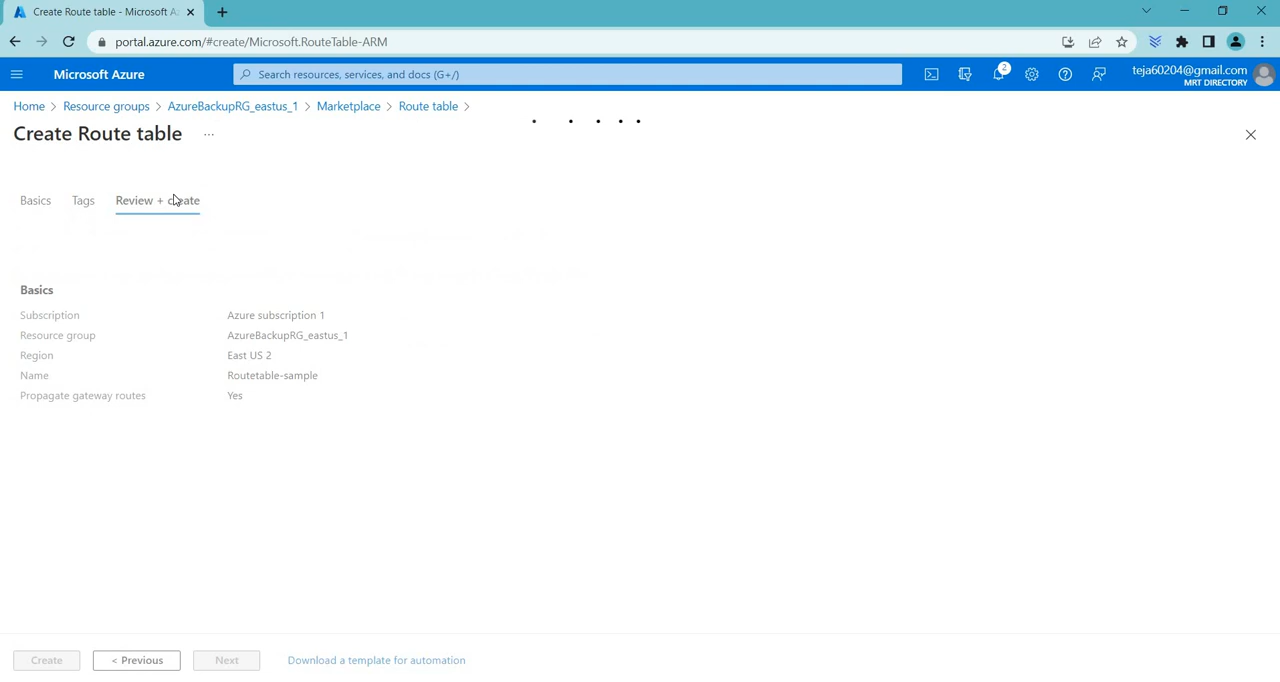 Create Route table - Microsoft A
portal.azure.com/#create/Microsoft.RouteTable-ARM
Microsoft Azure
Search resources, services, and docs (G+/)
2
teja60204@gmail.com
MRT DIRECTORY
Home > Resource groups > AzureBackupRG_eastus_1 > Marketplace > Route table >
Create Route table ...
Basics Tags Review + create
Basics
Subscription Azure subscription 1
Resource group AzureBackupRG_eastus_1
Region East US 2
Name Routetable-sample
Propagate gateway routes Yes
Create < Previous Next Download a template for automation